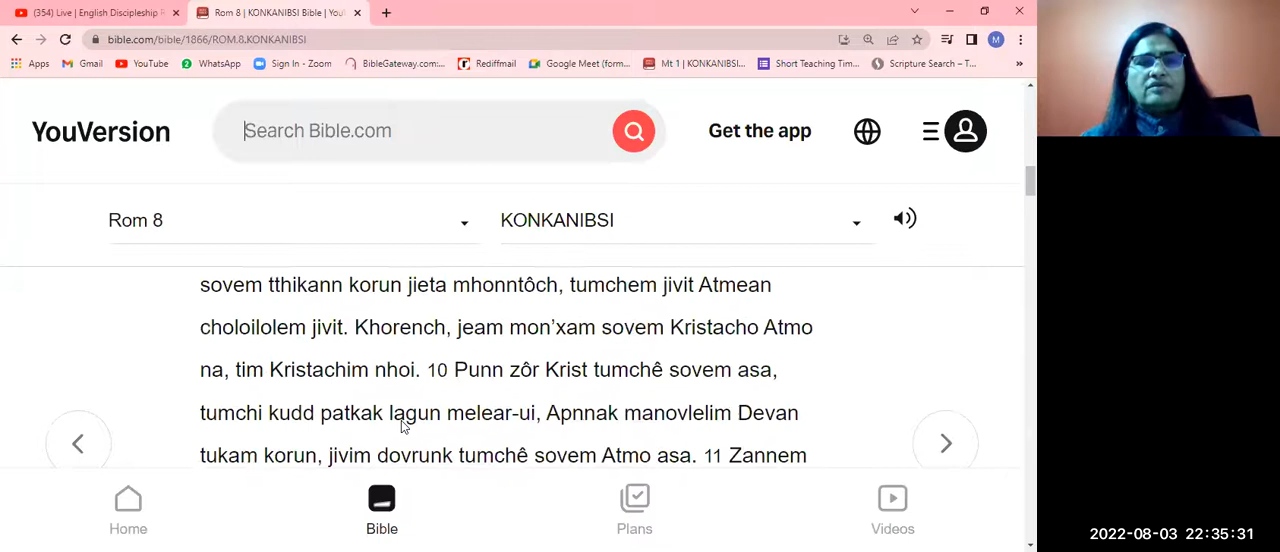 (354) Live | English Discipleship
Rom 8 | KONKANIBSI Bible | You
bible.com/bible/1866/ROM.8.KONKANIBSI
M
Apps Gmail YouTube 2 WhatsApp Sign In - Zoom BibleGateway.com:... Rediffmail Google Meet (form... Mt 1 | KONKANIBSI... Short Teaching Tim... Scripture Search – T...
YouVersion Search Bible.com Get the app
Rom 8 KONKANIBSI
sovem tthikann korun jieta mhonntôch, tumchem jivit Atmean
choloilolem jivit. Khorench, jeam mon’xam sovem Kristacho Atmo
na, tim Kristachim nhoi. 10 Punn zôr Krist tumchê sovem asa,
tumchi kudd patkak lagun melear-ui, Apnnak manovlelim Devan
tukam korun, jivim dovrunk tumchê sovem Atmo asa. 11 Zannem
Home Bible Plans Videos
2022-08-03 22:35:31